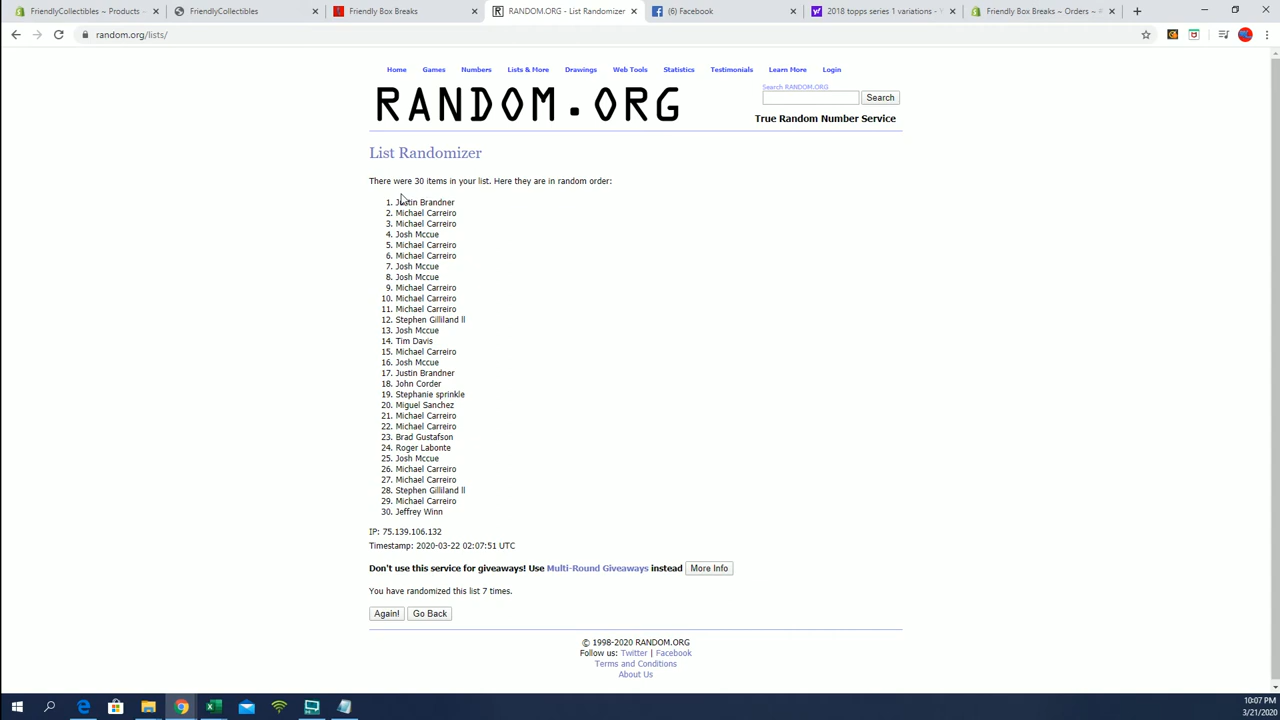 FriendlyCollectibles ~ Products
FriendlyCollectibles
Friendly Box Breaks
RANDOM.ORG - List Randomizer
(6) Facebook
2018 topps series 1 variations - Y
Friendly Box Breaks ~ Orders ~
random.org/lists/
Home Games Numbers Lists & More Drawings Web Tools Statistics Testimonials Learn More Login
Search RANDOM.ORG
RANDOM.ORG
Search
True Random Number Service
List Randomizer
There were 30 items in your list. Here they are in random order:
1. Justin Brandner
2. Michael Carreiro
3. Michael Carreiro
4. Josh Mccue
5. Michael Carreiro
6. Michael Carreiro
7. Josh Mccue
8. Josh Mccue
9. Michael Carreiro
10. Michael Carreiro
11. Michael Carreiro
12. Stephen Gilliland ll
13. Josh Mccue
14. Tim Davis
15. Michael Carreiro
16. Josh Mccue
17. Justin Brandner
18. John Corder
19. Stephanie sprinkle
20. Miguel Sanchez
21. Michael Carreiro
22. Michael Carreiro
23. Brad Gustafson
24. Roger Labonte
25. Josh Mccue
26. Michael Carreiro
27. Michael Carreiro
28. Stephen Gilliland ll
29. Michael Carreiro
30. Jeffrey Winn
IP: 75.139.106.132
Timestamp: 2020-03-22 02:07:51 UTC
Don't use this service for giveaways! Use Multi-Round Giveaways instead More Info
You have randomized this list 7 times.
Again! Go Back
© 1998-2020 RANDOM.ORG
Follow us: Twitter | Facebook
Terms and Conditions
About Us
10:07 PM
3/21/2020